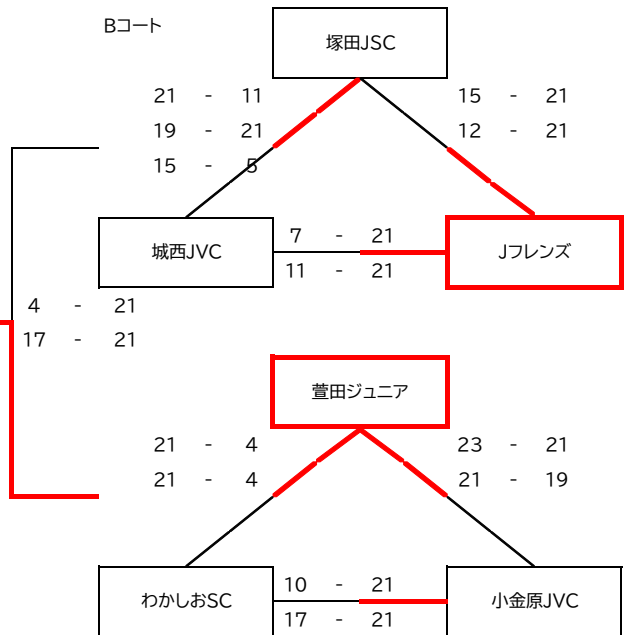 Bコート
塚田JSC
21 - 11
15 - 21
19 - 21
12 - 21
15 - 5
城西JVC
7 - 21
11 - 21
Jフレンズ
4 - 21
17 - 21
萱田ジュニア
21 - 4
23 - 21
21 - 4
21 - 19
わかしおSC
10 - 21
17 - 21
小金原JVC